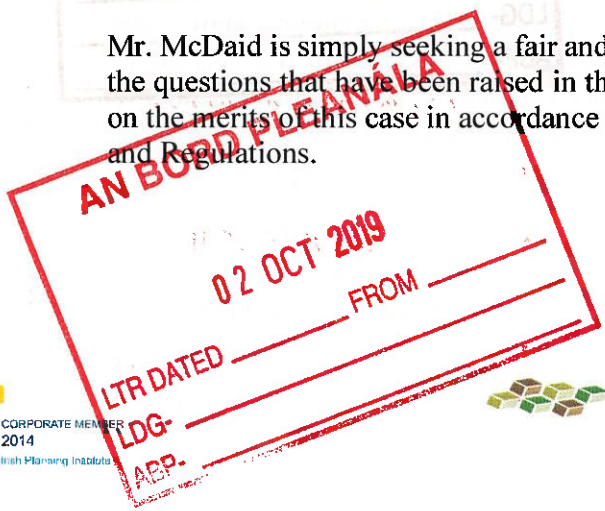 Mr. McDaid is simply seeking a fair and
the questions that have been raised in th
on the merits of this case in accordance
and Regulations.
AN BORD PLEANÁLA
02 OCT 2019
LTR DATED FROM
LDG-
ABP-
CORPORATE MEMBER
2014
Irish Planning Institute